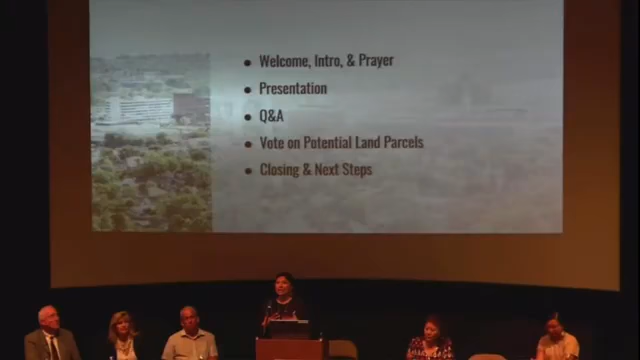 Welcome, Intro, & Prayer
Presentation
Q&A
Vote on Potential Land Parcels
Closing & Next Steps